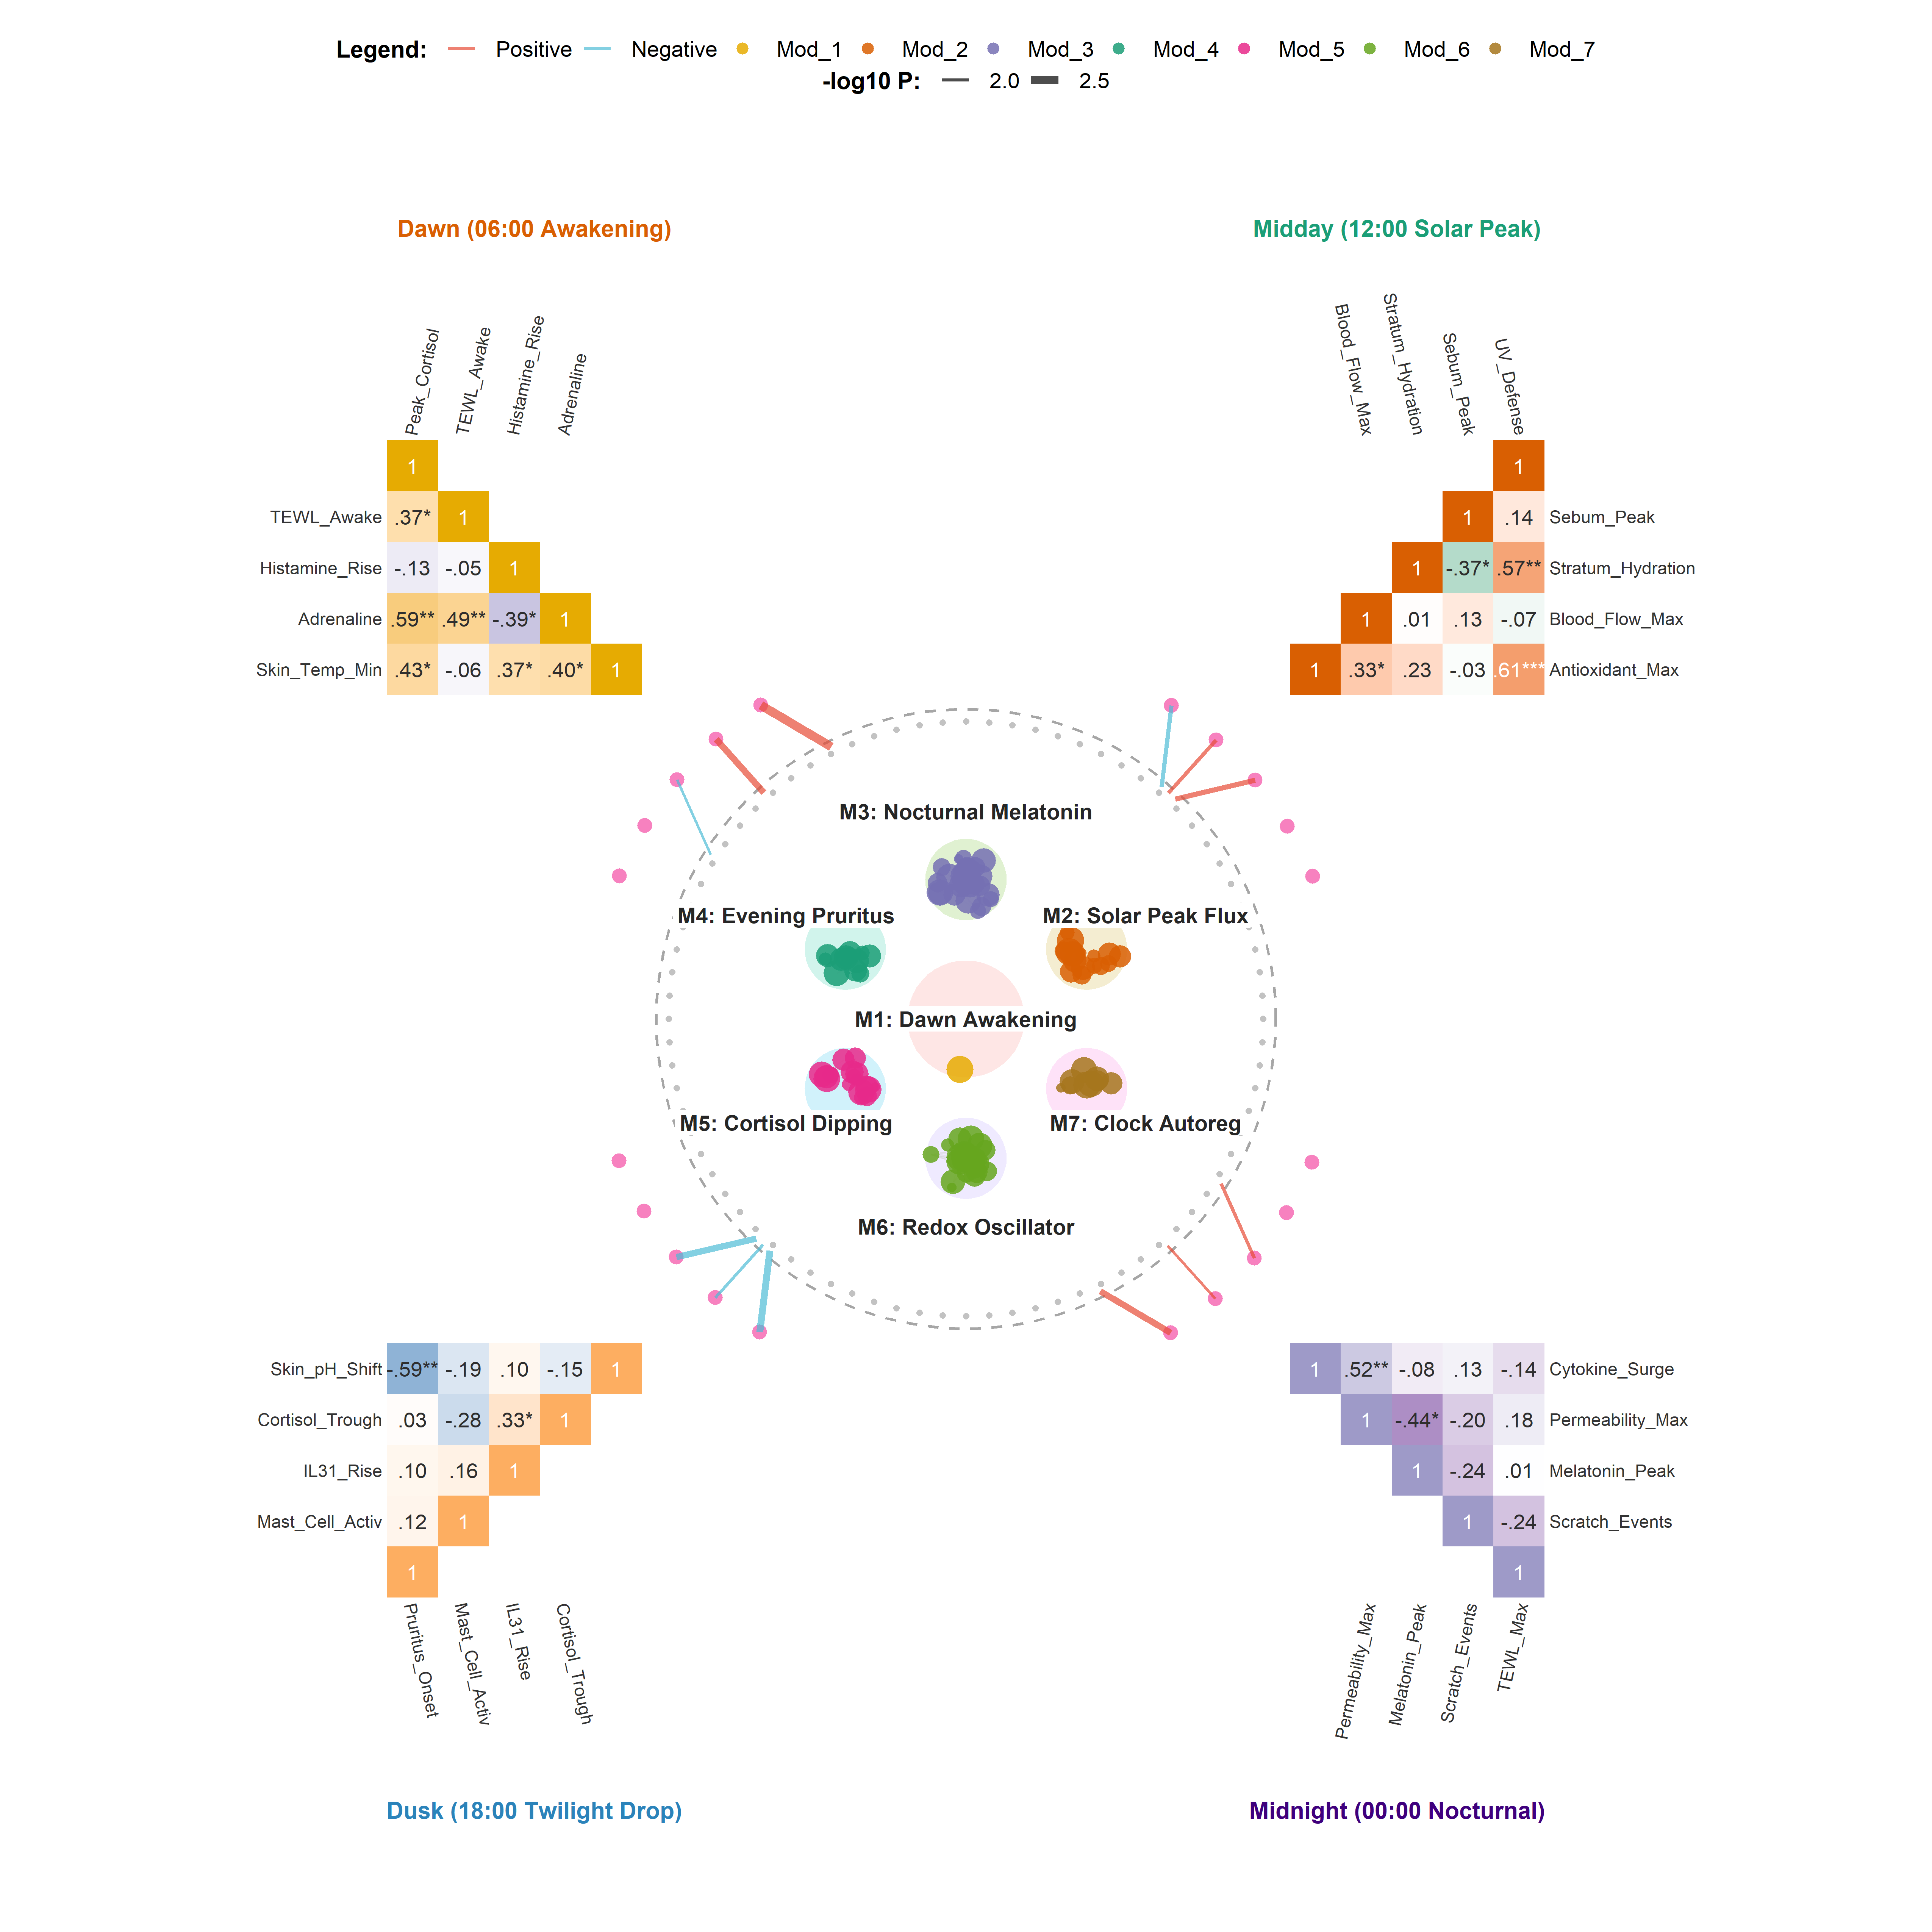 Legend: Positive Negative Mod_1 Mod_2 Mod_3 Mod_4 Mod_5 Mod_6 Mod_7
-log10 P: 2.0 2.5
Dawn (06:00 Awakening)
Peak_Cortisol
TEWL_Awake
Histamine_Rise
Adrenaline
1
TEWL_Awake .37* 1
Histamine_Rise -.13 -.05 1
Adrenaline .59** .49** -.39* 1
Skin_Temp_Min .43* -.06 .37* .40* 1
Midday (12:00 Solar Peak)
Blood_Flow_Max
Stratum_Hydration
Sebum_Peak
UV_Defense
1
1 .14 Sebum_Peak
1 -.37* .57** Stratum_Hydration
1 .01 .13 -.07 Blood_Flow_Max
1 .33* .23 -.03 .61*** Antioxidant_Max
M3: Nocturnal Melatonin
M4: Evening Pruritus
M2: Solar Peak Flux
M1: Dawn Awakening
M5: Cortisol Dipping
M7: Clock Autoreg
M6: Redox Oscillator
Skin_pH_Shift -.59** -.19 .10 -.15 1
Cortisol_Trough .03 -.28 .33* 1
IL31_Rise .10 .16 1
Mast_Cell_Activ .12 1
1
Pruritus_Onset
Mast_Cell_Activ
IL31_Rise
Cortisol_Trough
Dusk (18:00 Twilight Drop)
1 .52** -.08 .13 -.14 Cytokine_Surge
1 -.44* -.20 .18 Permeability_Max
1 -.24 .01 Melatonin_Peak
1 -.24 Scratch_Events
1
Permeability_Max
Melatonin_Peak
Scratch_Events
TEWL_Max
Midnight (00:00 Nocturnal)